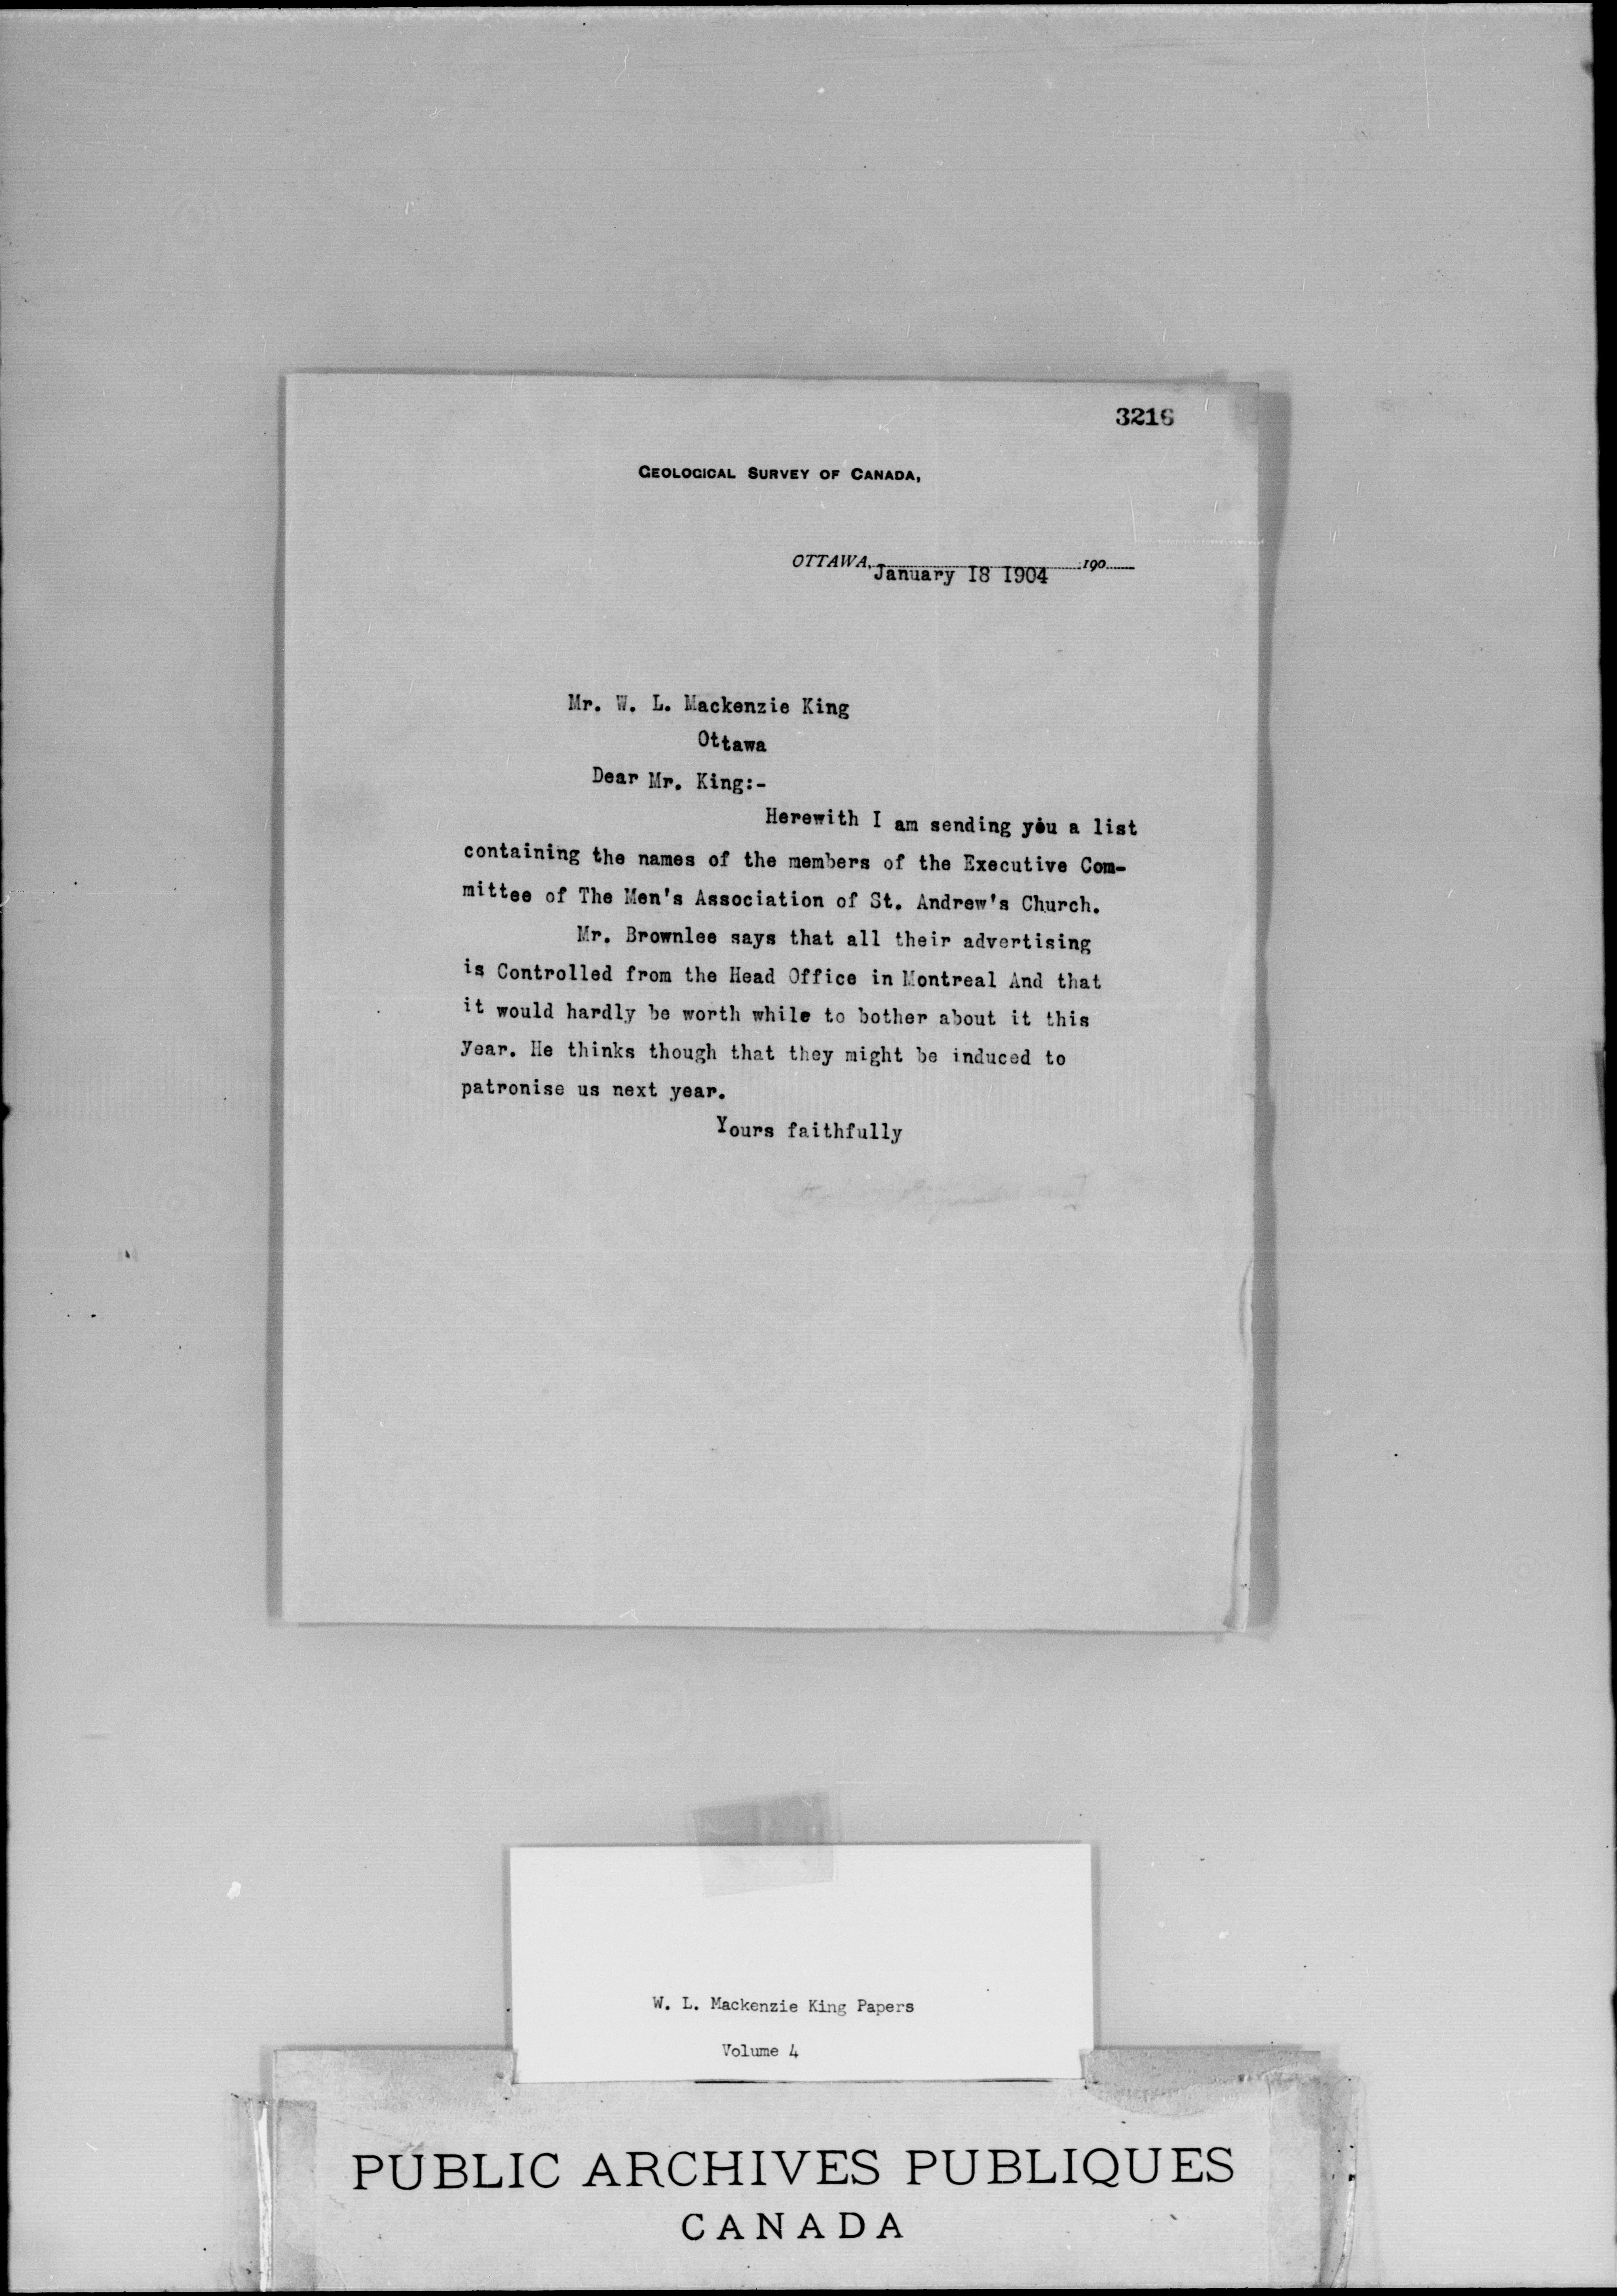 3216
GEOLOGICAL SURVEY OF CANADA,
OTTAWA, January 18 1904 190
Mr. W. L. Mackenzie King
Ottawa
Dear Mr. King:-
Herewith I am sending you a list
containing the names of the members of the Executive Com-
mittee of The Men's Association of St. Andrew's Church.
Mr. Brownlee says that all their advertising
is Controlled from the Head Office in Montreal And that
it would hardly be worth while to bother about it this
year. He thinks though that they might be induced to
patronise us next year.
Yours faithfully
W. L. Mackenzie King Papers
Volume 4
PUBLIC ARCHIVES PUBLIQUES
CANADA